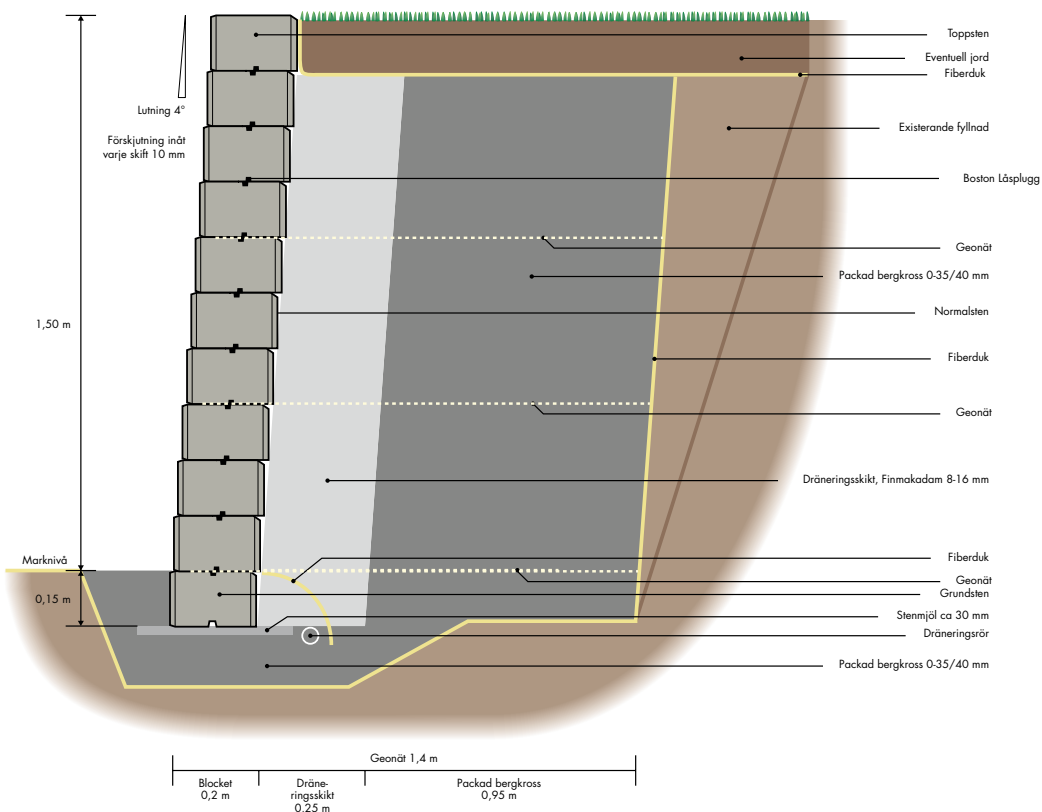 Toppsten
Eventuell jord
Fiberduk
Lutning 4°
Förskjutning inåt
varje skift 10 mm
Existerande fyllnad
Boston Låsplugg
Geonät
Packad bergkross 0-35/40 mm
Normalsten
1,50 m
Fiberduk
Geonät
Dräneringsskikt, Finmakadam 8-16 mm
Marknivå
Fiberduk
Geonät
Grundsten
0,15 m
Stenmjöl ca 30 mm
Dräneringsrör
Packad bergkross 0-35/40 mm
Geonät 1,4 m
Blocket
0,2 m
Dräne-
ringsskikt
0,25 m
Packad bergkross
0,95 m